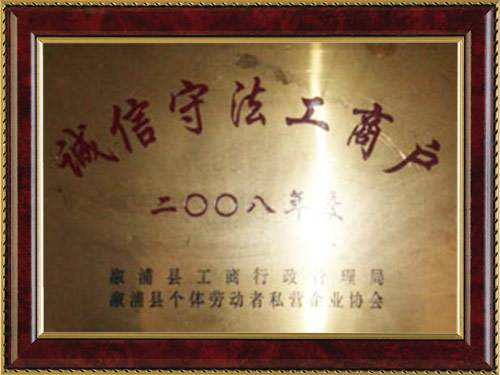 诚信守法工商户
二〇〇八年度
溆浦县工商行政管理局
溆浦县个体劳动者私营企业协会